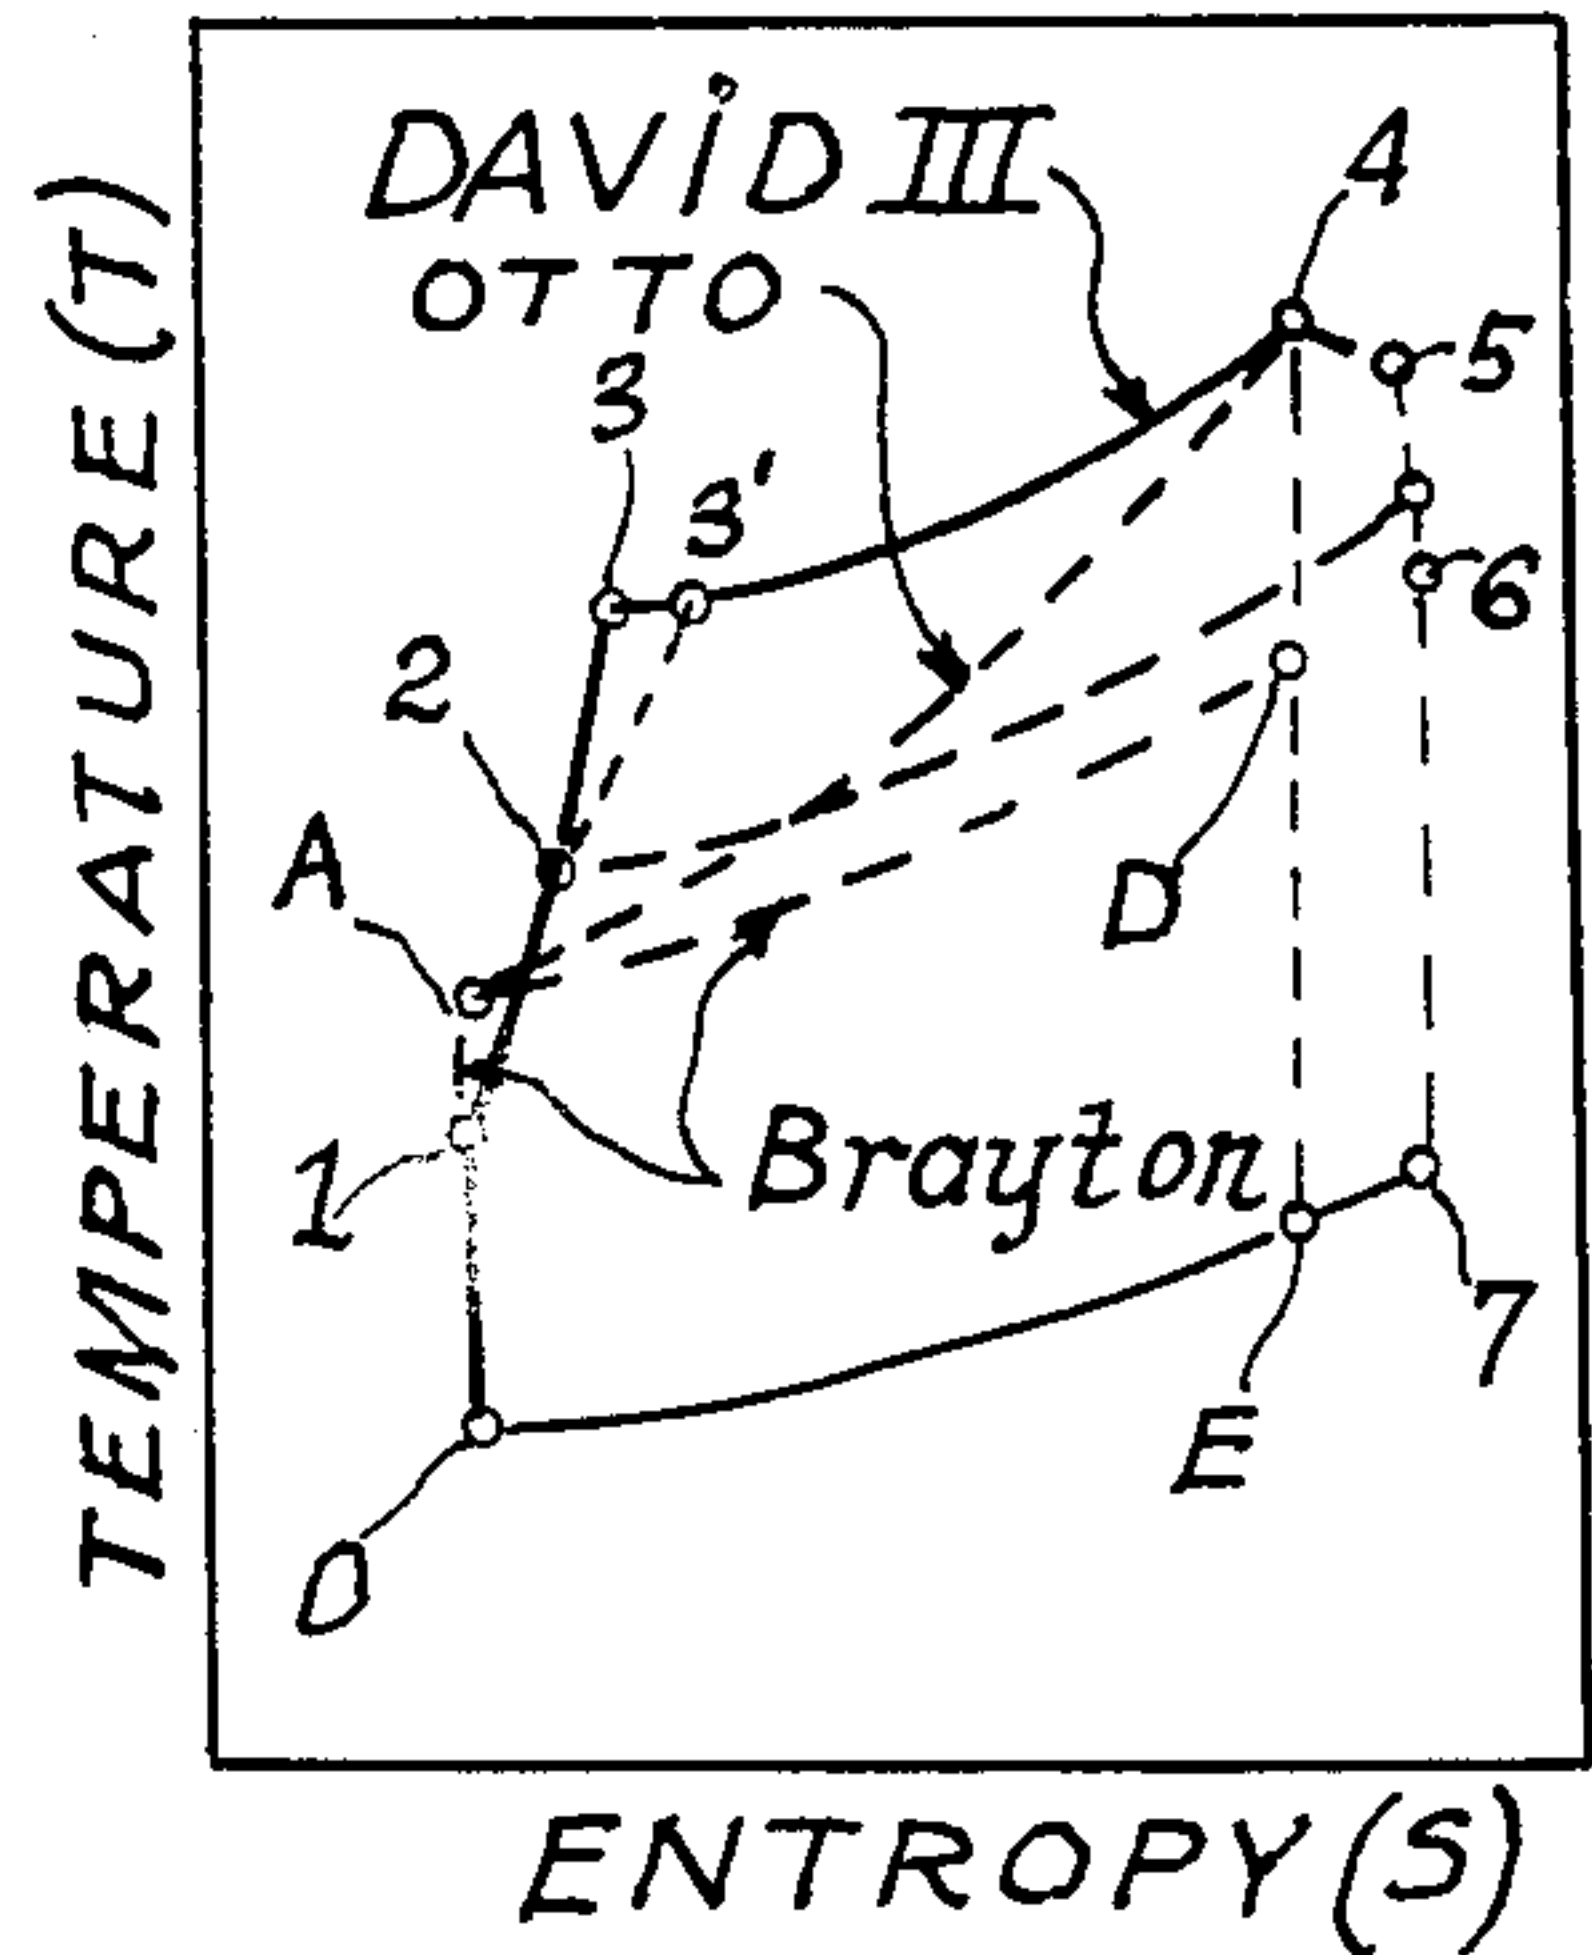 DAVID III
OTTO
4
5
3
3'
6
2
A
D
1
Brayton
7
E
0
TEMPERATURE (T)
ENTROPY (S)